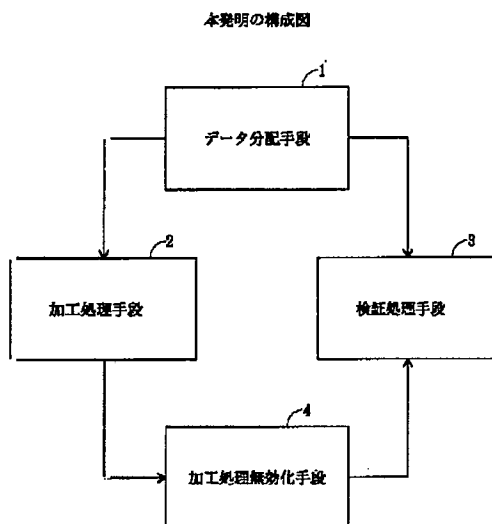 本発明の構成図
1
データ分配手段
2
加工処理手段
3
検証処理手段
4
加工処理無効化手段